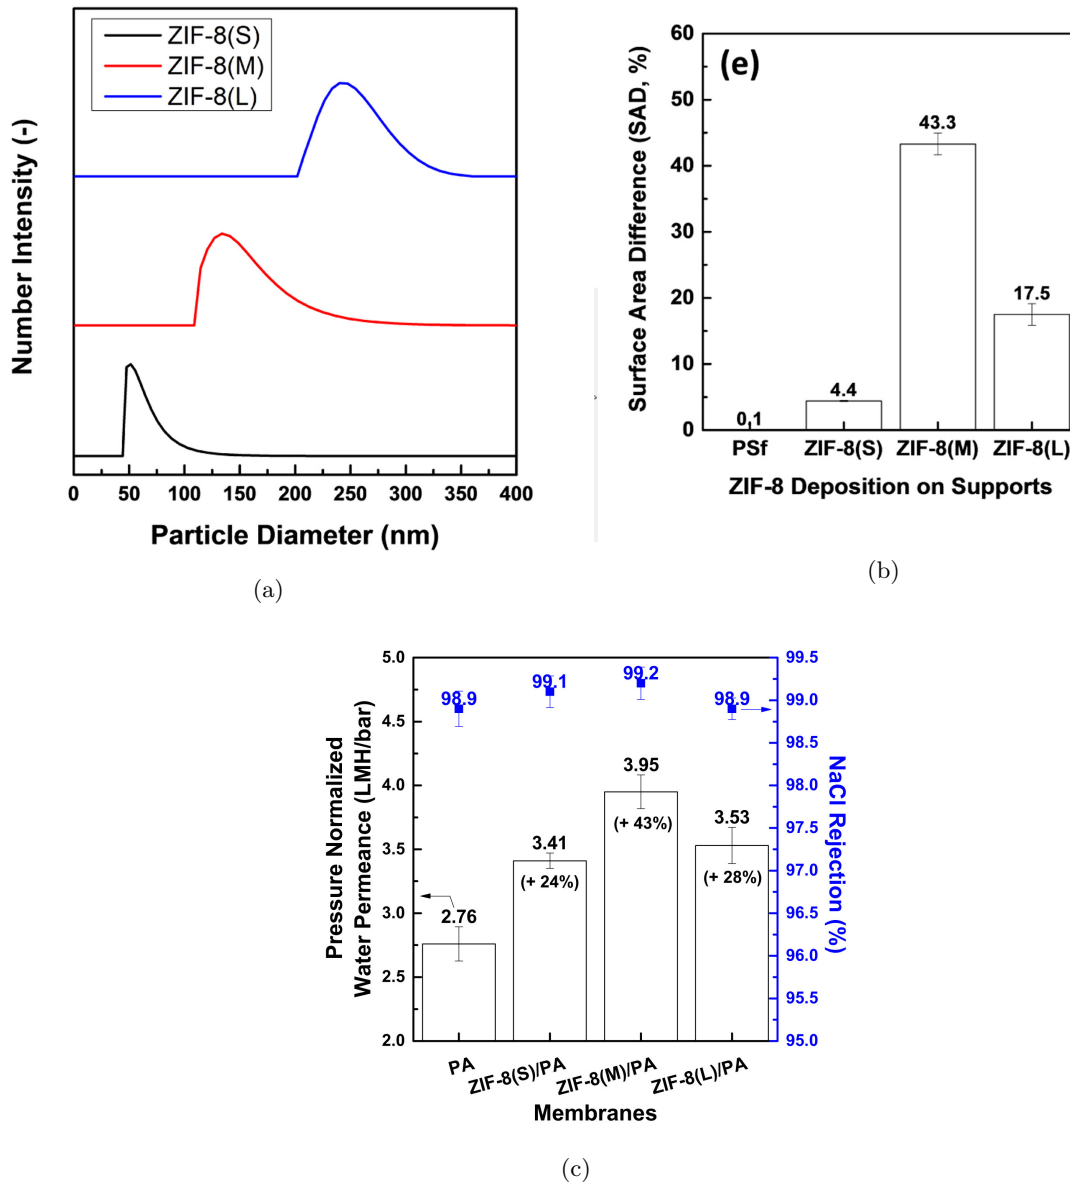 ZIF-8(S)
ZIF-8(M)
ZIF-8(L)
Number Intensity (-)
0 50 100 150 200 250 300 350 400
Particle Diameter (nm)
(a)
(e)
Surface Area Difference (SAD, %)
60
50
40
30
20
10
0
0.1
4.4
43.3
17.5
PSf ZIF-8(S) ZIF-8(M) ZIF-8(L)
ZIF-8 Deposition on Supports
(b)
Pressure Normalized
Water Permeance (LMH/bar)
5.0
4.5
4.0
3.5
3.0
2.5
2.0
98.9
99.1
99.2
98.9
2.76
3.41
(+ 24%)
3.95
(+ 43%)
3.53
(+ 28%)
99.5
99.0
98.5
98.0
97.5
97.0
96.5
96.0
95.5
95.0
NaCl Rejection (%)
PA
ZIF-8(S)/PA
ZIF-8(M)/PA
ZIF-8(L)/PA
Membranes
(c)